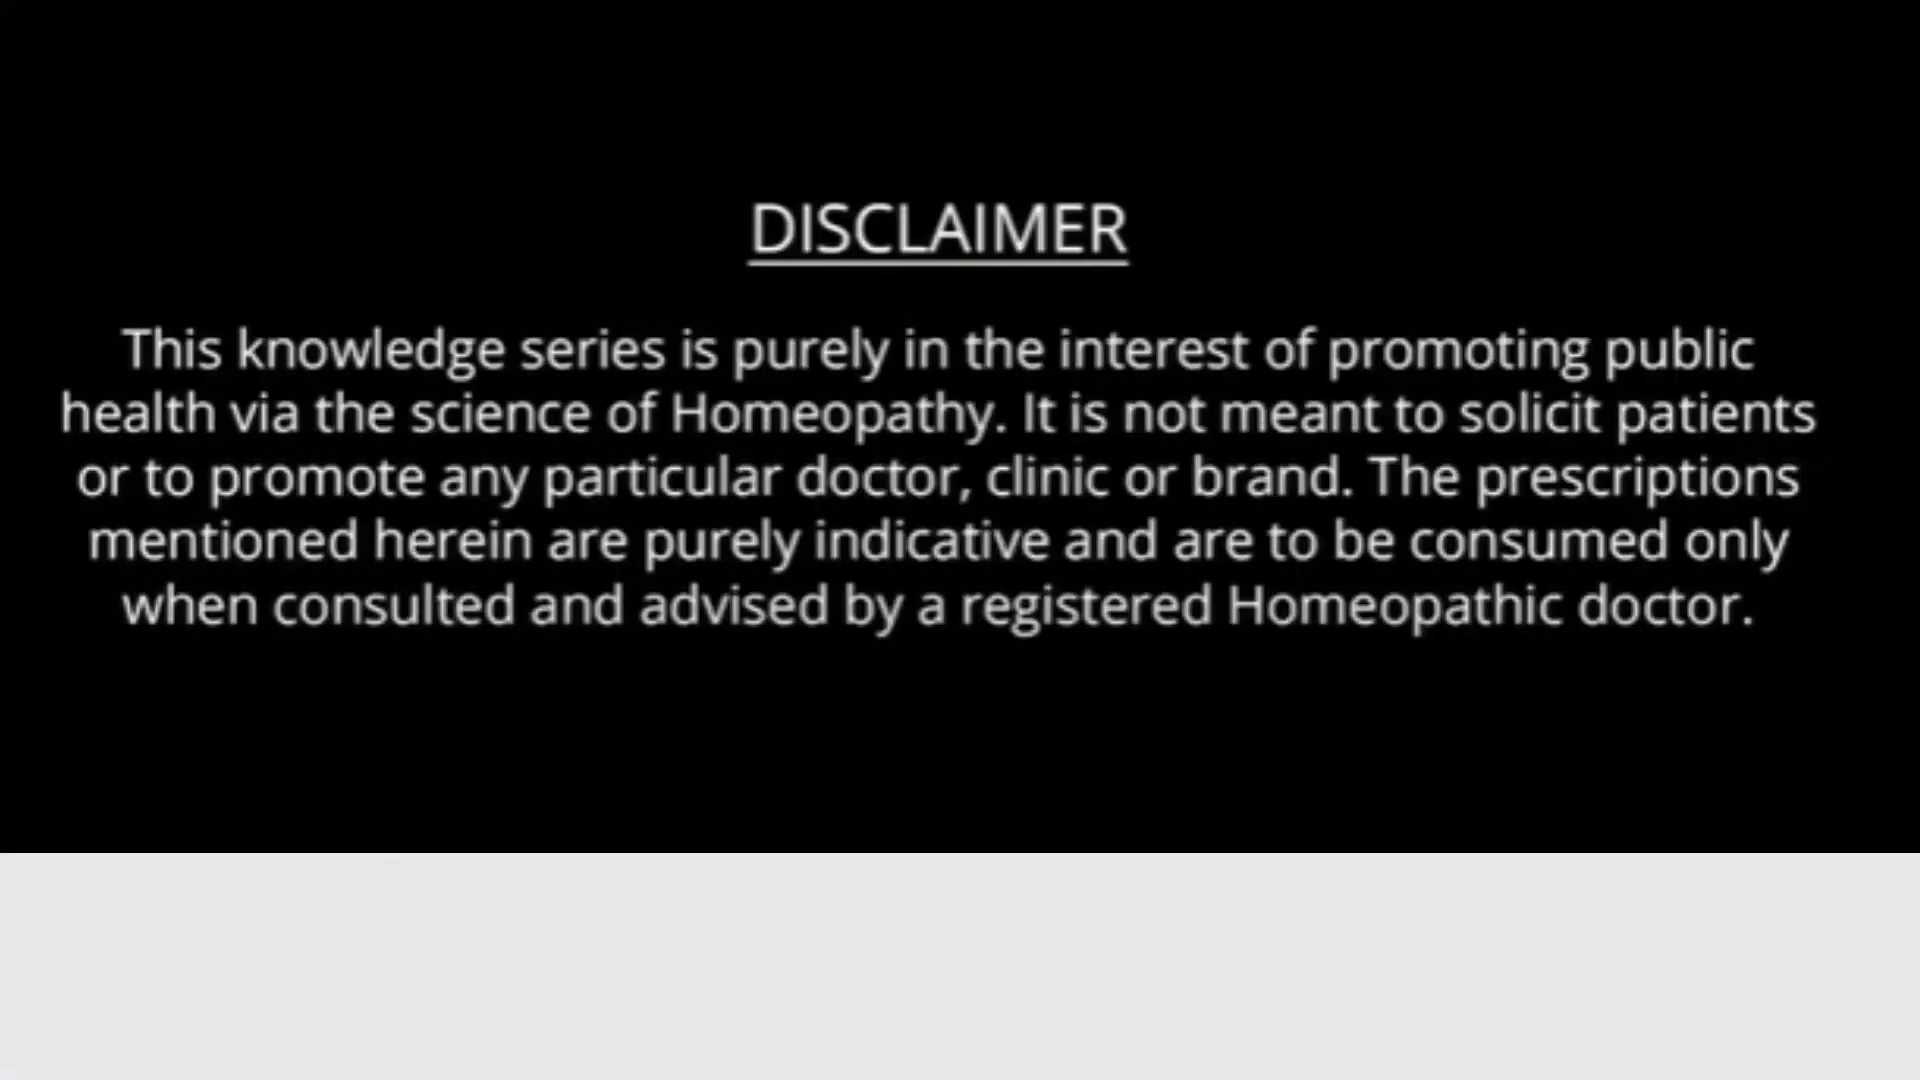 DISCLAIMER
This knowledge series is purely in the interest of promoting public
health via the science of Homeopathy. It is not meant to solicit patients
or to promote any particular doctor, clinic or brand. The prescriptions
mentioned herein are purely indicative and are to be consumed only
when consulted and advised by a registered Homeopathic doctor.